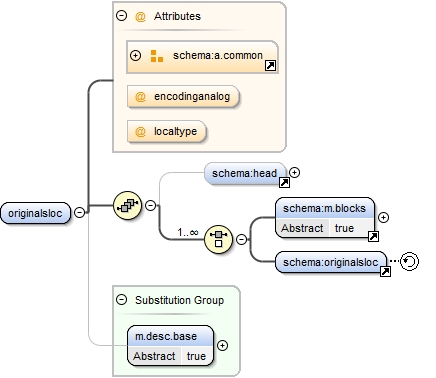 Attributes
schema:a.common
encodinganalog
localtype
schema:head
originalsloc
1..∞
schema:m.blocks
Abstract true
schema:originalsloc
Substitution Group
m.desc.base
Abstract true